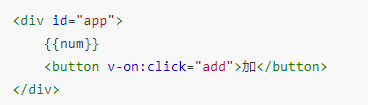 <div id="app">
    {{num}}
    <button v-on:click="add">加</button>
</div>